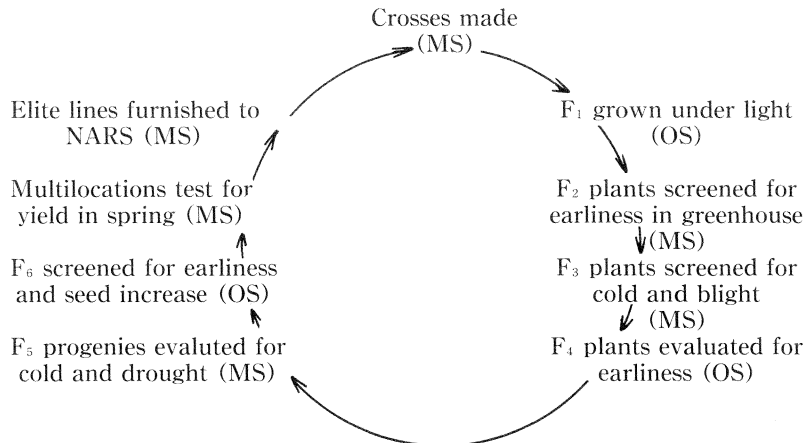 Crosses made
(MS)
F₁ grown under light
(OS)
F₂ plants screened for
earliness in greenhouse
(MS)
F₃ plants screened for
cold and blight
(MS)
F₄ plants evaluated for
earliness (OS)
F₅ progenies evaluted for
cold and drought (MS)
F₆ screened for earliness
and seed increase (OS)
Multilocations test for
yield in spring (MS)
Elite lines furnished to
NARS (MS)